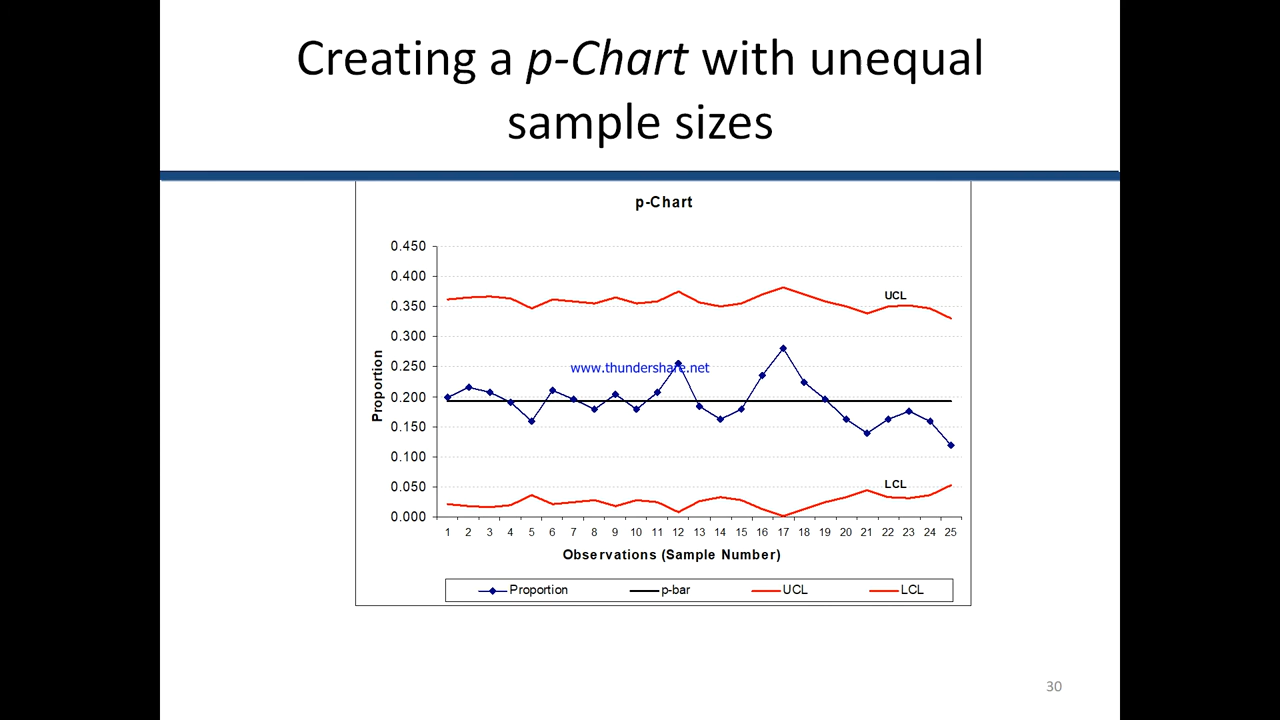 Creating a p-Chart with unequal
sample sizes
p-Chart
Proportion
0.450
0.400
0.350
0.300
0.250
0.200
0.150
0.100
0.050
0.000
UCL
www.thundershare.net
LCL
1 2 3 4 5 6 7 8 9 10 11 12 13 14 15 16 17 18 19 20 21 22 23 24 25
Observations (Sample Number)
Proportion p-bar UCL LCL
30